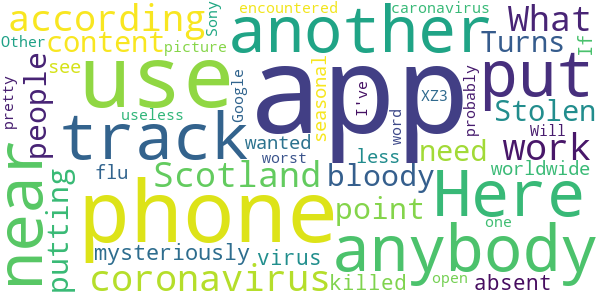 according
content
Other
see
picture
Sony
encountered
another
caronavirus
What
Turns
If
put
pretty
people
use
useless
Google
app
seasonal
I've
XZ3
word
probably
Stolen
Will
work
near
track
wanted
worst
less
need
worldwide
flu
Scotland
bloody
one
putting
phone
point
Here
mysteriously
virus
anybody
coronavirus
killed
open
absent